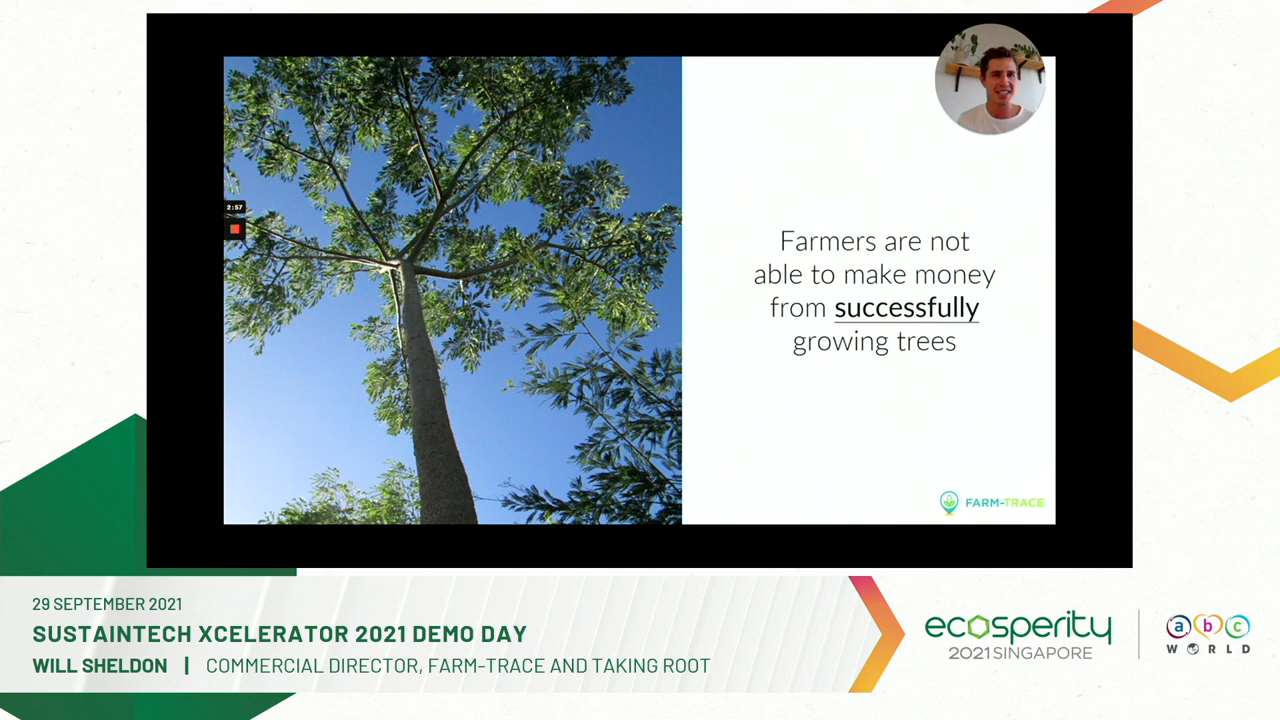 2:57
Farmers are not
able to make money
from successfully
growing trees
FARM-TRACE
29 SEPTEMBER 2021
SUSTAINTECH XCELERATOR 2021 DEMO DAY
WILL SHELDON | COMMERCIAL DIRECTOR, FARM-TRACE AND TAKING ROOT
ecosperity
2021 SINGAPORE
abc
WORLD